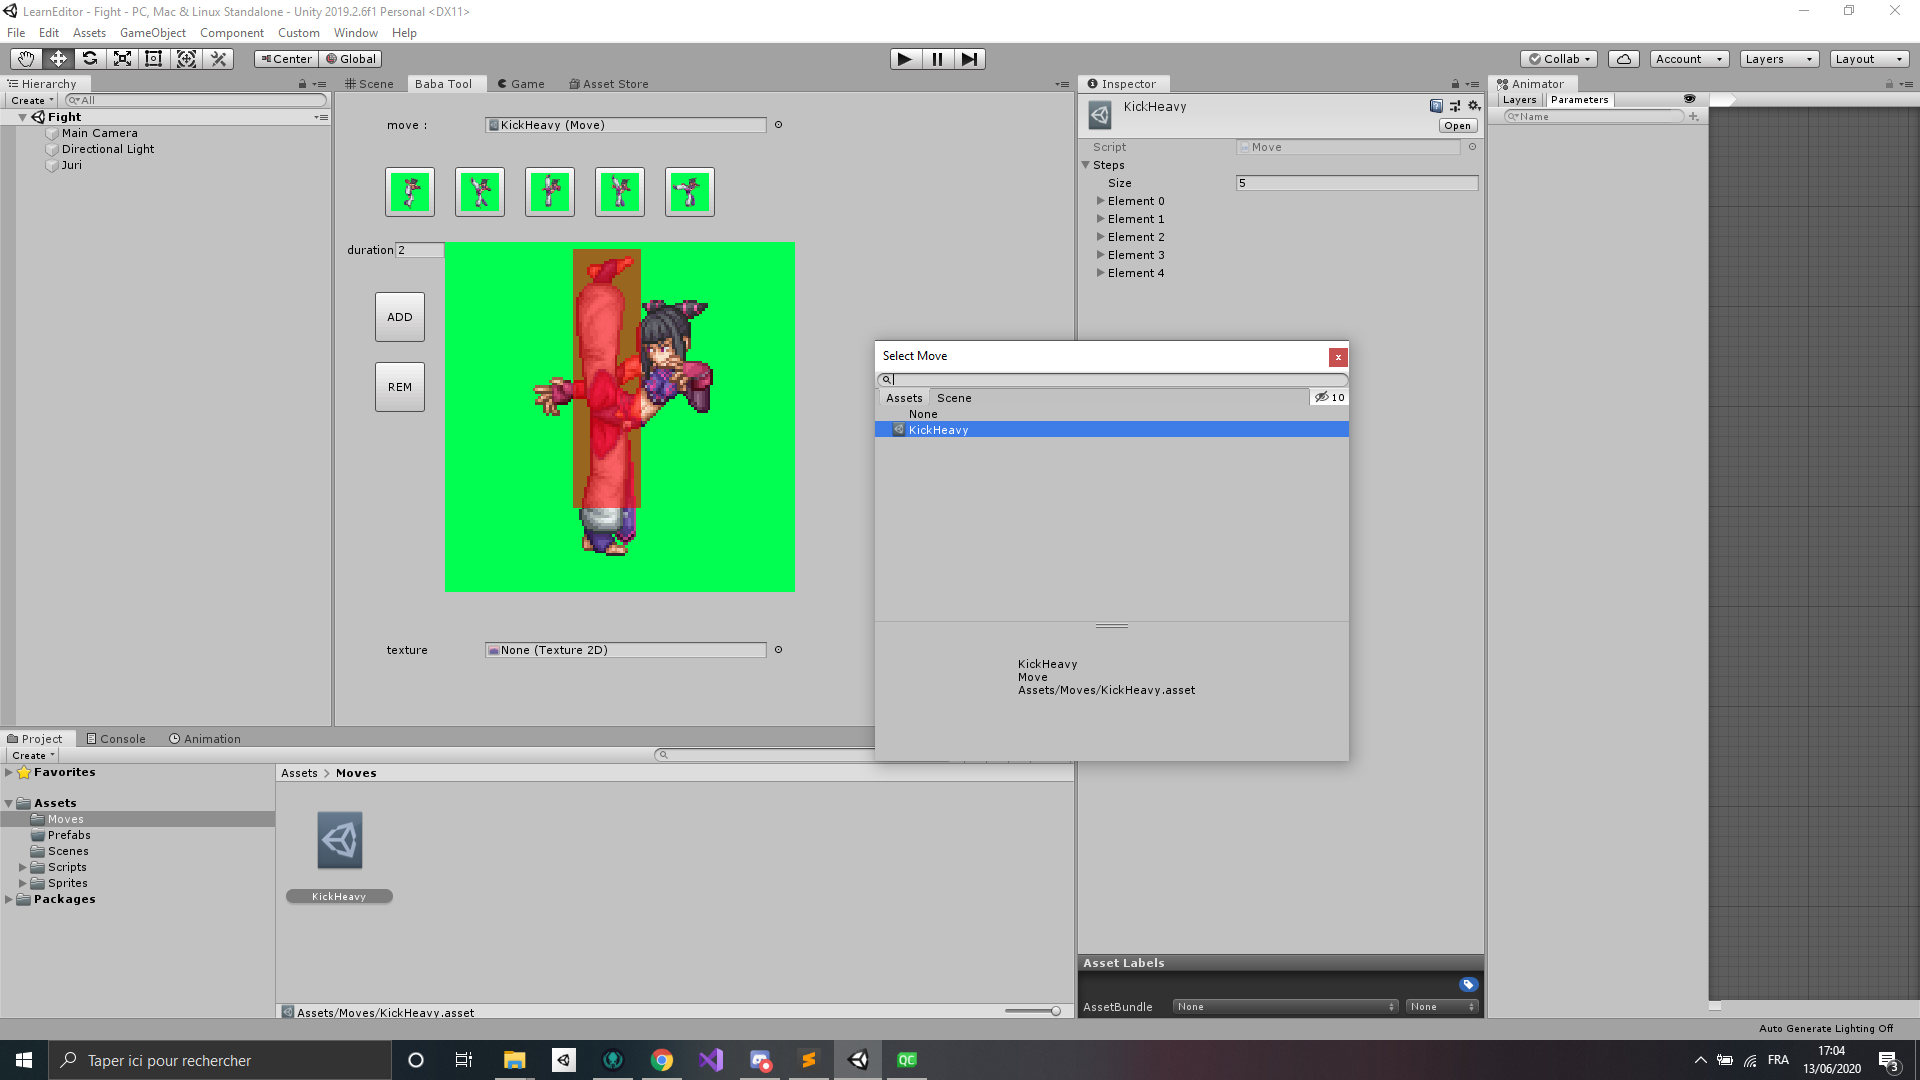 LearnEditor - Fight - PC, Mac & Linux Standalone - Unity 2019.2.6f1 Personal <DX11>
File Edit Assets GameObject Component Custom Window Help
Center Global Collab Account Layers Layout
Hierarchy Scene Baba Tool Game Asset Store Inspector Animator
Create All
Layers Parameters
Name
Fight
Main Camera
Directional Light
Juri
move : KickHeavy (Move)
duration 2
ADD
REM
texture None (Texture 2D)
KickHeavy
Open
Script Move
Steps
Size 5
Element 0
Element 1
Element 2
Element 3
Element 4
Select Move
x
Assets Scene 10
None
KickHeavy
KickHeavy
Move
Assets/Moves/KickHeavy.asset
Project Console Animation
Create
Favorites
Assets
Moves
Prefabs
Scenes
Scripts
Sprites
Packages
Assets > Moves
KickHeavy
Assets/Moves/KickHeavy.asset
Asset Labels
AssetBundle None None
Auto Generate Lighting Off
Taper ici pour rechercher
QC
FRA
17:04
13/06/2020
3